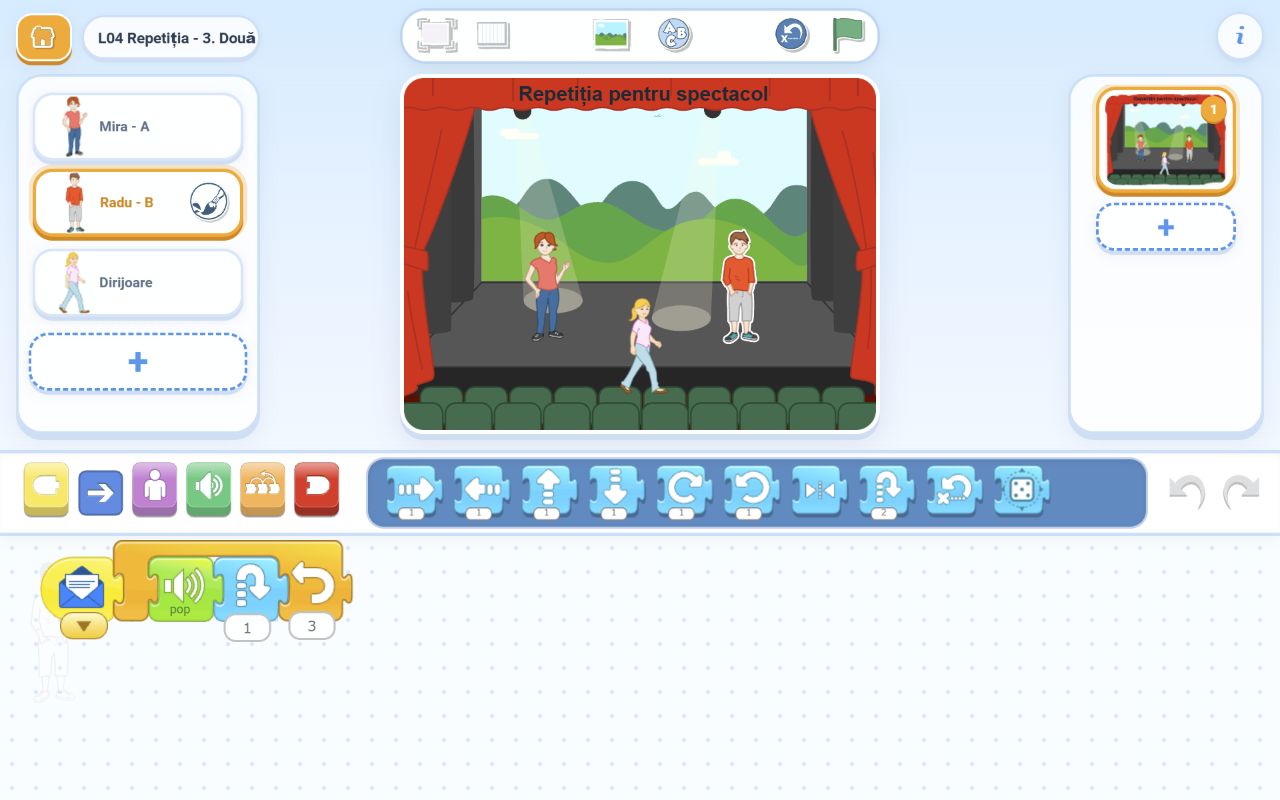 L04 Repetiția - 3. Două
A B C
x
i
Mira - A
Radu - B
Dirijoare
Repetiția pentru spectacol
1
1
1
1
1
1
1
2
x
pop
1
3